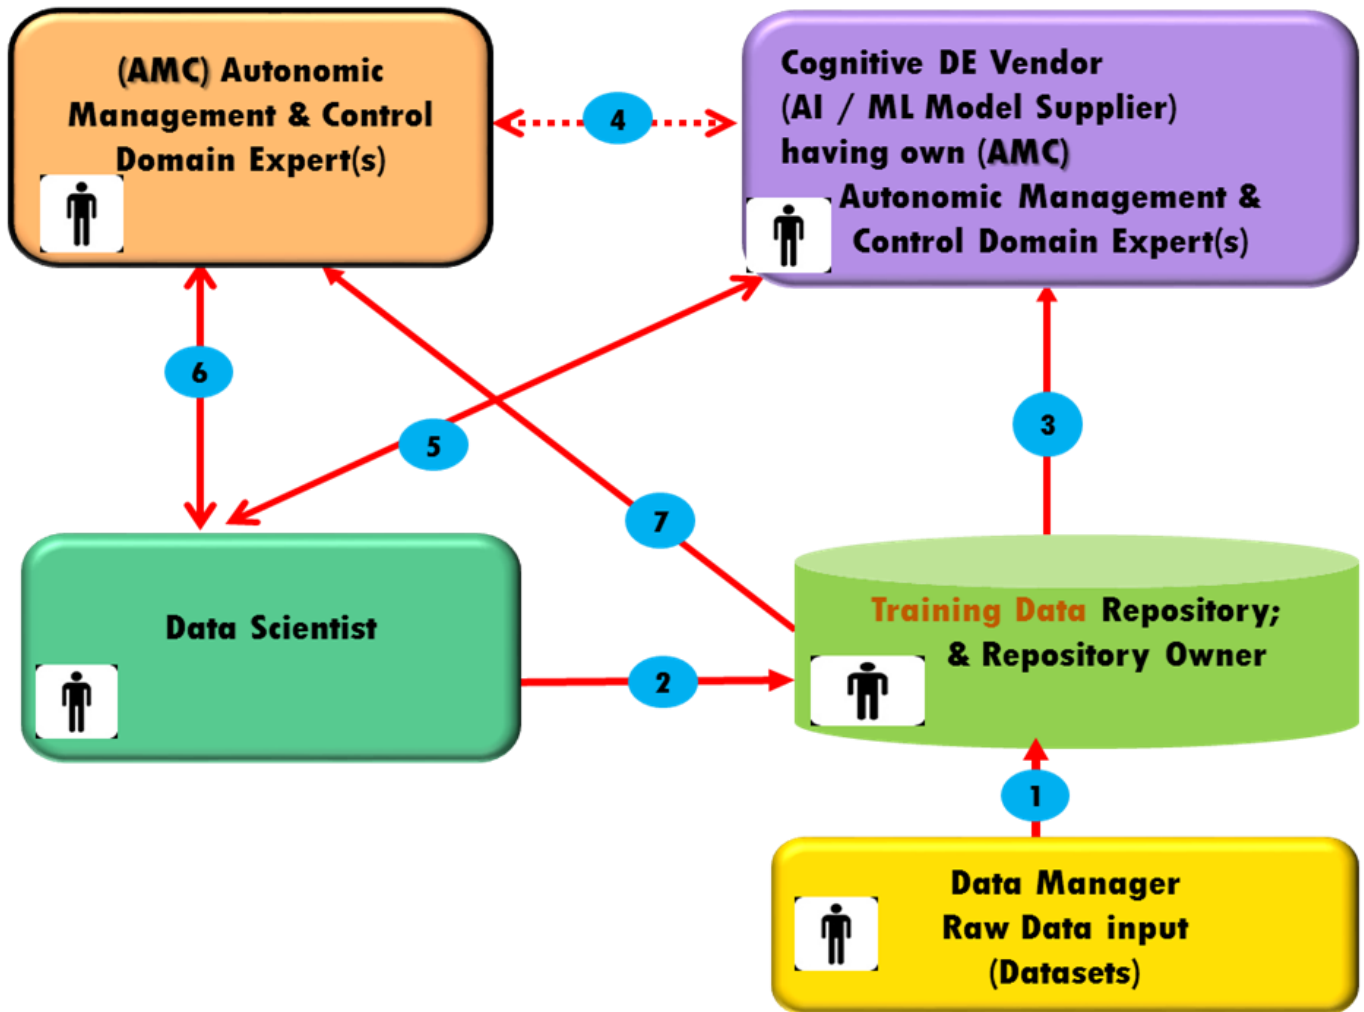 (AMC) Autonomic
Management & Control
Domain Expert(s)
Cognitive DE Vendor
(AI / ML Model Supplier)
having own (AMC)
Autonomic Management &
Control Domain Expert(s)
4
6
5
3
7
Data Scientist
2
Training Data Repository;
& Repository Owner
1
Data Manager
Raw Data input
(Datasets)